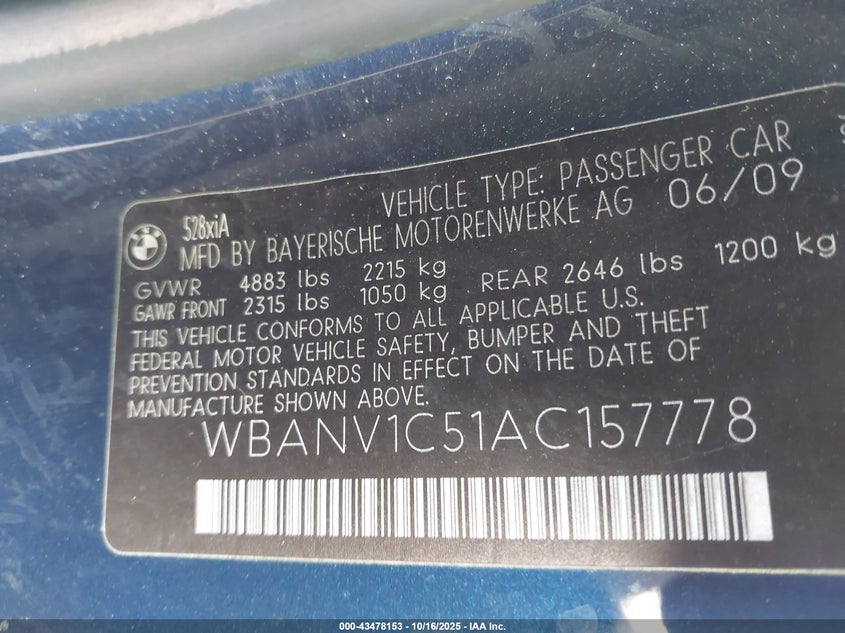 VEHICLE TYPE: PASSENGER CAR
528xiA
MFD BY BAYERISCHE MOTORENWERKE AG 06/09
GVWR 4883 lbs 2215 kg
GAWR FRONT 2315 lbs 1050 kg REAR 2646 lbs 1200 kg
THIS VEHICLE CONFORMS TO ALL APPLICABLE U.S.
FEDERAL MOTOR VEHICLE SAFETY, BUMPER AND THEFT
PREVENTION STANDARDS IN EFFECT ON THE DATE OF
MANUFACTURE SHOWN ABOVE.
WBANV1C51AC157778
000-43478153 - 10/16/2025 - IAA Inc.